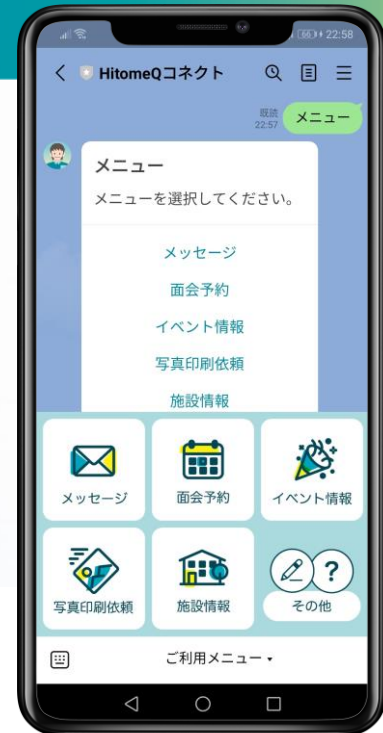 22:58
HitomeQコネクト
既読
22:57
メニュー
メニュー
メニューを選択してください。
メッセージ
面会予約
イベント情報
写真印刷依頼
施設情報
メッセージ
面会予約
イベント情報
写真印刷依頼
施設情報
?
その他
ご利用メニュー